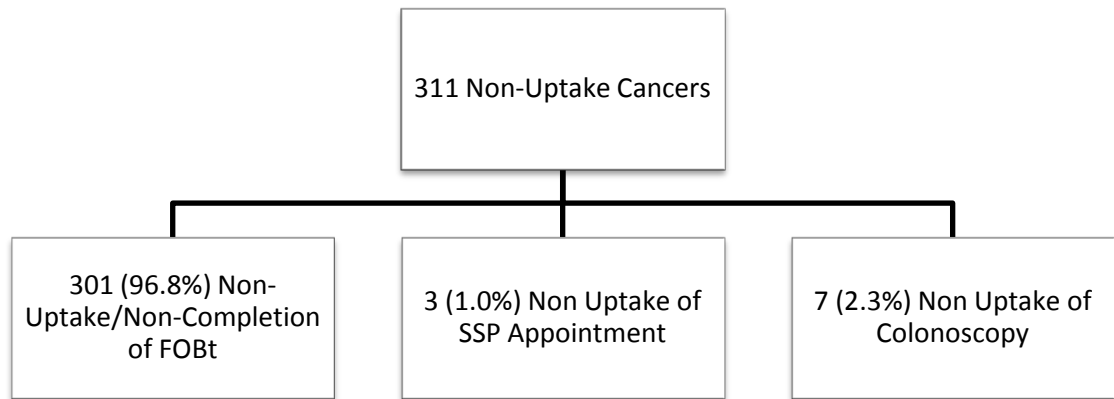 311 Non-Uptake Cancers
301 (96.8%) Non-
Uptake/Non-Completion
of FOBt
3 (1.0%) Non Uptake of
SSP Appointment
7 (2.3%) Non Uptake of
Colonoscopy